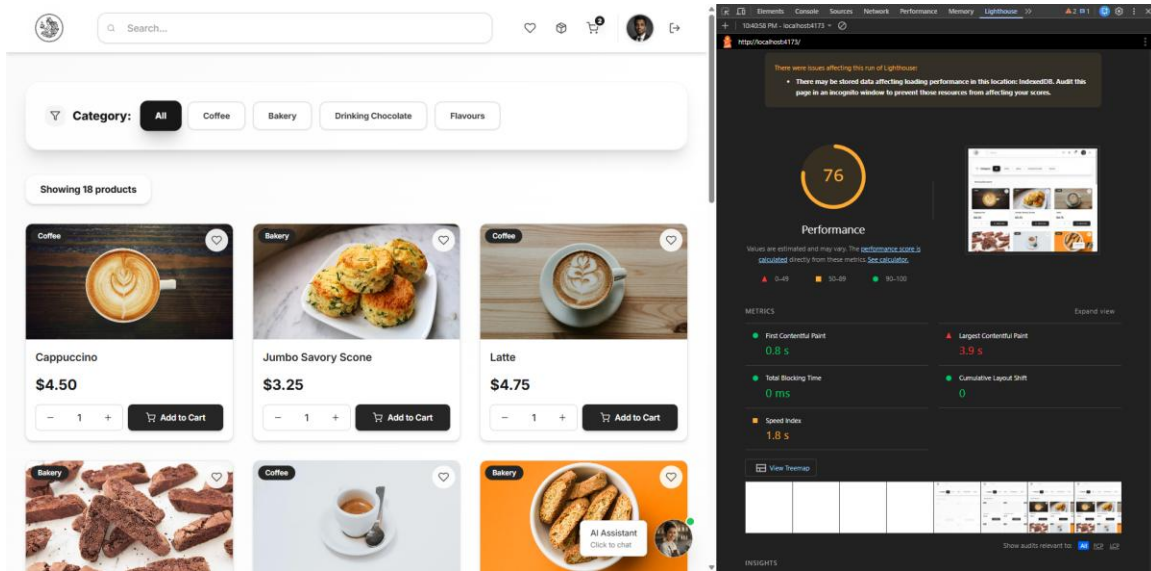 Search...
3
Category:
All
Coffee
Bakery
Drinking Chocolate
Flavours
Showing 18 products
Coffee
Cappuccino
$4.50
− 1 +
Add to Cart
Bakery
Jumbo Savory Scone
$3.25
− 1 +
Add to Cart
Coffee
Latte
$4.75
− 1 +
Add to Cart
Bakery
Coffee
Bakery
AI Assistant
Click to chat
Elements Console Sources Network Performance Memory Lighthouse
2 1
10:40:58 PM - localhost:4173
http://localhost:4173/
There were issues affecting this run of Lighthouse:
• There may be stored data affecting loading performance in this location: IndexedDB. Audit this
page in an incognito window to prevent those resources from affecting your scores.
76
Performance
Values are estimated and may vary. The performance score is
calculated directly from these metrics. See calculator.
0–49
50–89
90–100
METRICS
Expand view
First Contentful Paint
0.8 s
Largest Contentful Paint
3.9 s
Total Blocking Time
0 ms
Cumulative Layout Shift
0
Speed Index
1.8 s
View Treemap
Show audits relevant to: All FCP LCP
INSIGHTS